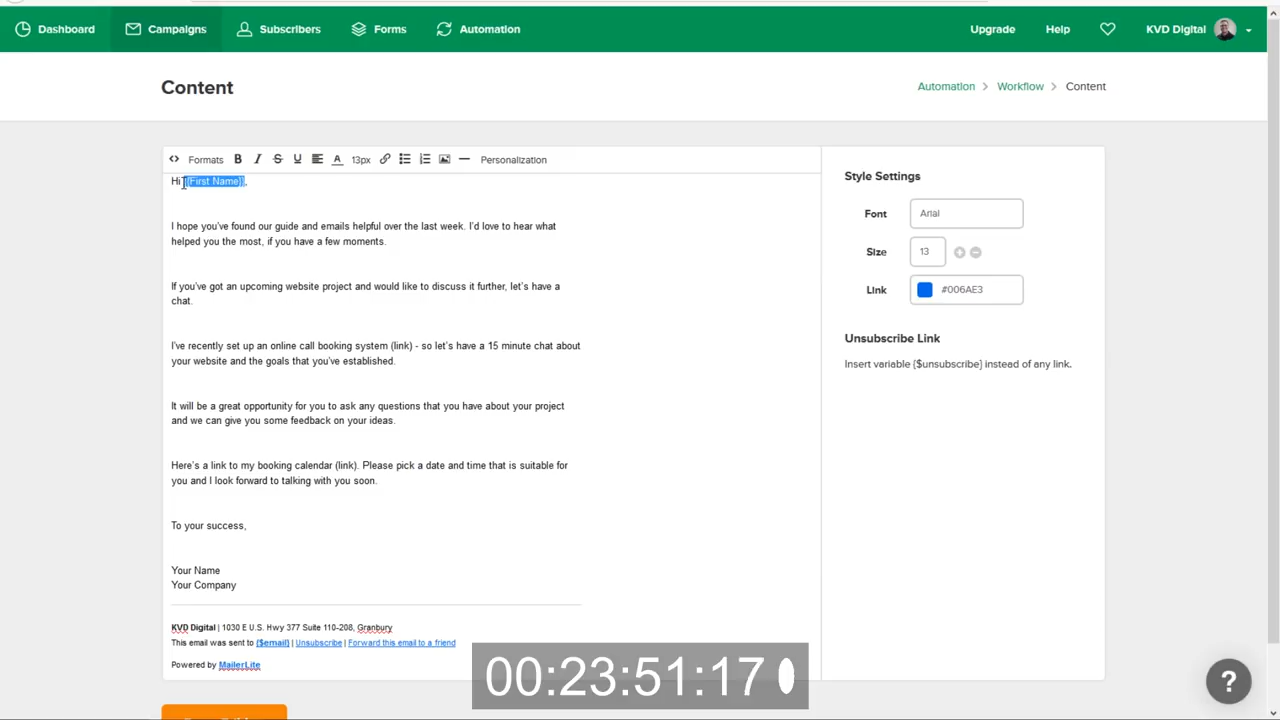 Dashboard Campaigns Subscribers Forms Automation Upgrade Help KVD Digital
Content
Automation > Workflow > Content
Formats B I S U A 13px Personalization
Hi {{First Name}},
I hope you've found our guide and emails helpful over the last week. I'd love to hear what
helped you the most, if you have a few moments.
If you've got an upcoming website project and would like to discuss it further, let's have a
chat.
I've recently set up an online call booking system (link) - so let's have a 15 minute chat about
your website and the goals that you've established.
It will be a great opportunity for you to ask any questions that you have about your project
and we can give you some feedback on your ideas.
Here's a link to my booking calendar (link). Please pick a date and time that is suitable for
you and I look forward to talking with you soon.
To your success,
Your Name
Your Company
KVD Digital | 1030 E U.S. Hwy 377 Suite 110-208, Granbury
This email was sent to {$email} | Unsubscribe | Forward this email to a friend
Powered by MailerLite
Style Settings
Font Arial
Size 13
Link #006AE3
Unsubscribe Link
Insert variable {$unsubscribe} instead of any link.
00:23:51:17
?